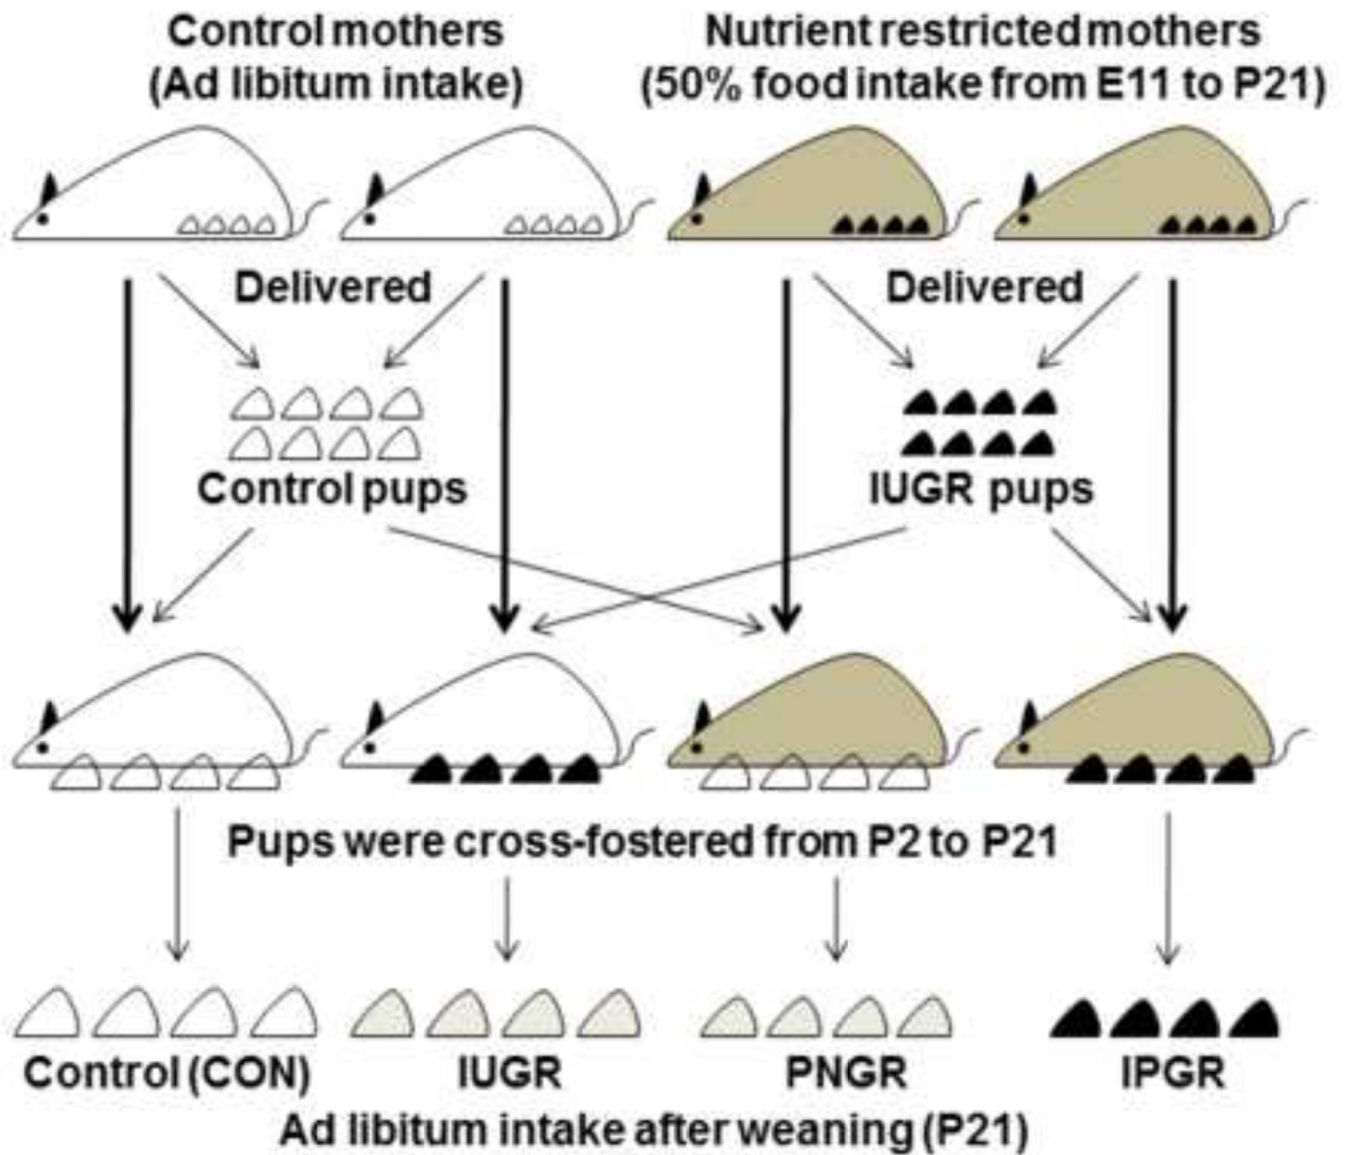 Control mothers
(Ad libitum intake)
Nutrient restricted mothers
(50% food intake from E11 to P21)
Delivered
Delivered
Control pups
IUGR pups
Pups were cross-fostered from P2 to P21
Control (CON)
IUGR
PNGR
IPGR
Ad libitum intake after weaning (P21)